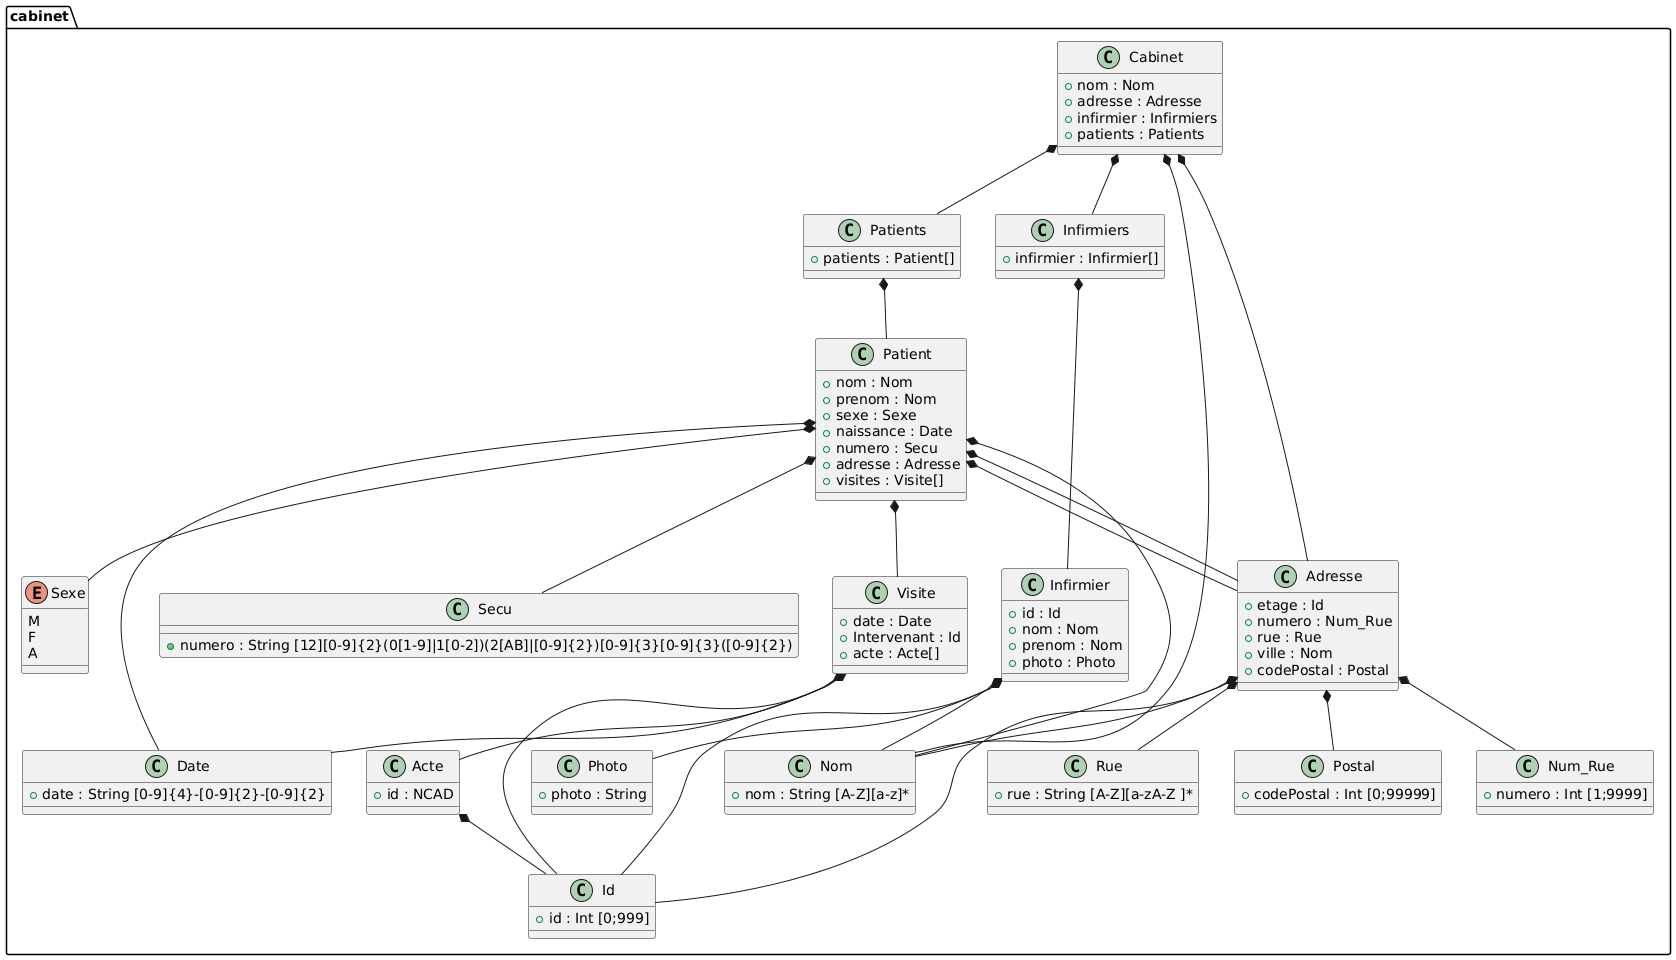 cabinet
C Cabinet
nom : Nom
adresse : Adresse
infirmier : Infirmiers
patients : Patients
C Patients
patients : Patient[]
C Infirmiers
infirmier : Infirmier[]
C Patient
nom : Nom
prenom : Nom
sexe : Sexe
naissance : Date
numero : Secu
adresse : Adresse
visites : Visite[]
E Sexe
M
F
A
C Secu
numero : String [12][0-9]{2}(0[1-9]|1[0-2])(2[AB]|[0-9]{2})[0-9]{3}[0-9]{3}([0-9]{2})
C Visite
date : Date
Intervenant : Id
acte : Acte[]
C Infirmier
id : Id
nom : Nom
prenom : Nom
photo : Photo
C Adresse
etage : Id
numero : Num_Rue
rue : Rue
ville : Nom
codePostal : Postal
C Date
date : String [0-9]{4}-[0-9]{2}-[0-9]{2}
C Acte
id : NCAD
C Photo
photo : String
C Nom
nom : String [A-Z][a-z]*
C Rue
rue : String [A-Z][a-zA-Z ]*
C Postal
codePostal : Int [0;99999]
C Num_Rue
numero : Int [1;9999]
C Id
id : Int [0;999]